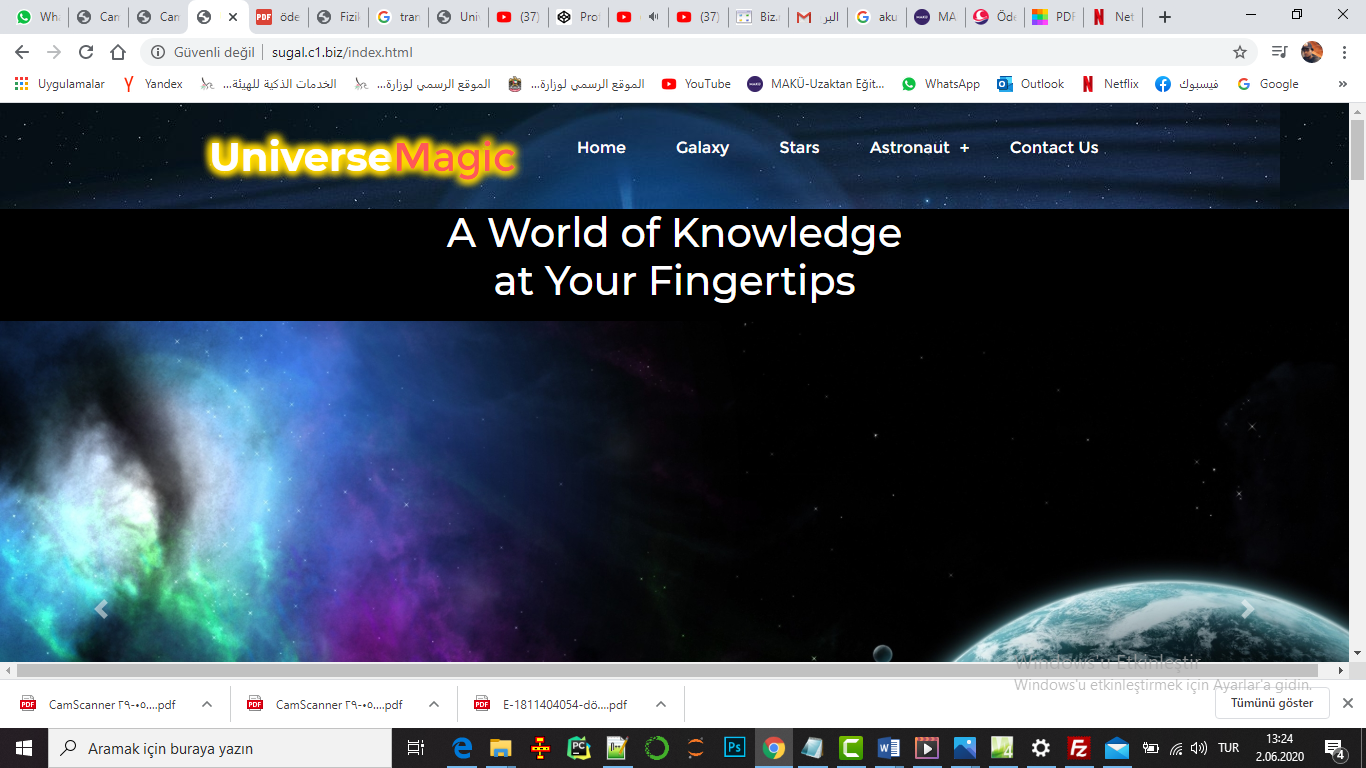 Wha
Can
Can
öde
Fizik
tran
Uni
(37)
Pro
(37)
Biz.
البر
aku
MA
Öde
PDF
Net
Güvenli değil
sugal.c1.biz/index.html
Uygulamalar
Yandex
الخدمات الذكية للهيئة...
الموقع الرسمي لوزارة...
الموقع الرسمي لوزارة...
YouTube
MAKÜ-Uzaktan Eğit...
WhatsApp
Outlook
Netflix
فيسبوك
Google
»
UniverseMagic
Home
Galaxy
Stars
Astronaut +
Contact Us
A World of Knowledge
at Your Fingertips
Windows'u Etkinleştir
Windows'u etkinleştirmek için Ayarlar'a gidin.
CamScanner ٢٩-٠٥....pdf
CamScanner ٢٩-٠٥....pdf
E-1811404054-dö....pdf
Tümünü göster
Aramak için buraya yazın
TUR
13:24
2.06.2020
4